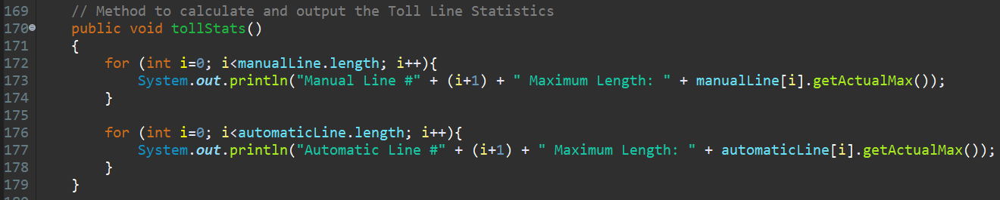 169    // Method to calculate and output the Toll Line Statistics
170    public void tollStats()
171    {
172        for (int i=0; i<manualLine.length; i++){
173            System.out.println("Manual Line #" + (i+1) + " Maximum Length: " + manualLine[i].getActualMax());
174        }
175
176        for (int i=0; i<automaticLine.length; i++){
177            System.out.println("Automatic Line #" + (i+1) + " Maximum Length: " + automaticLine[i].getActualMax());
178        }
179    }